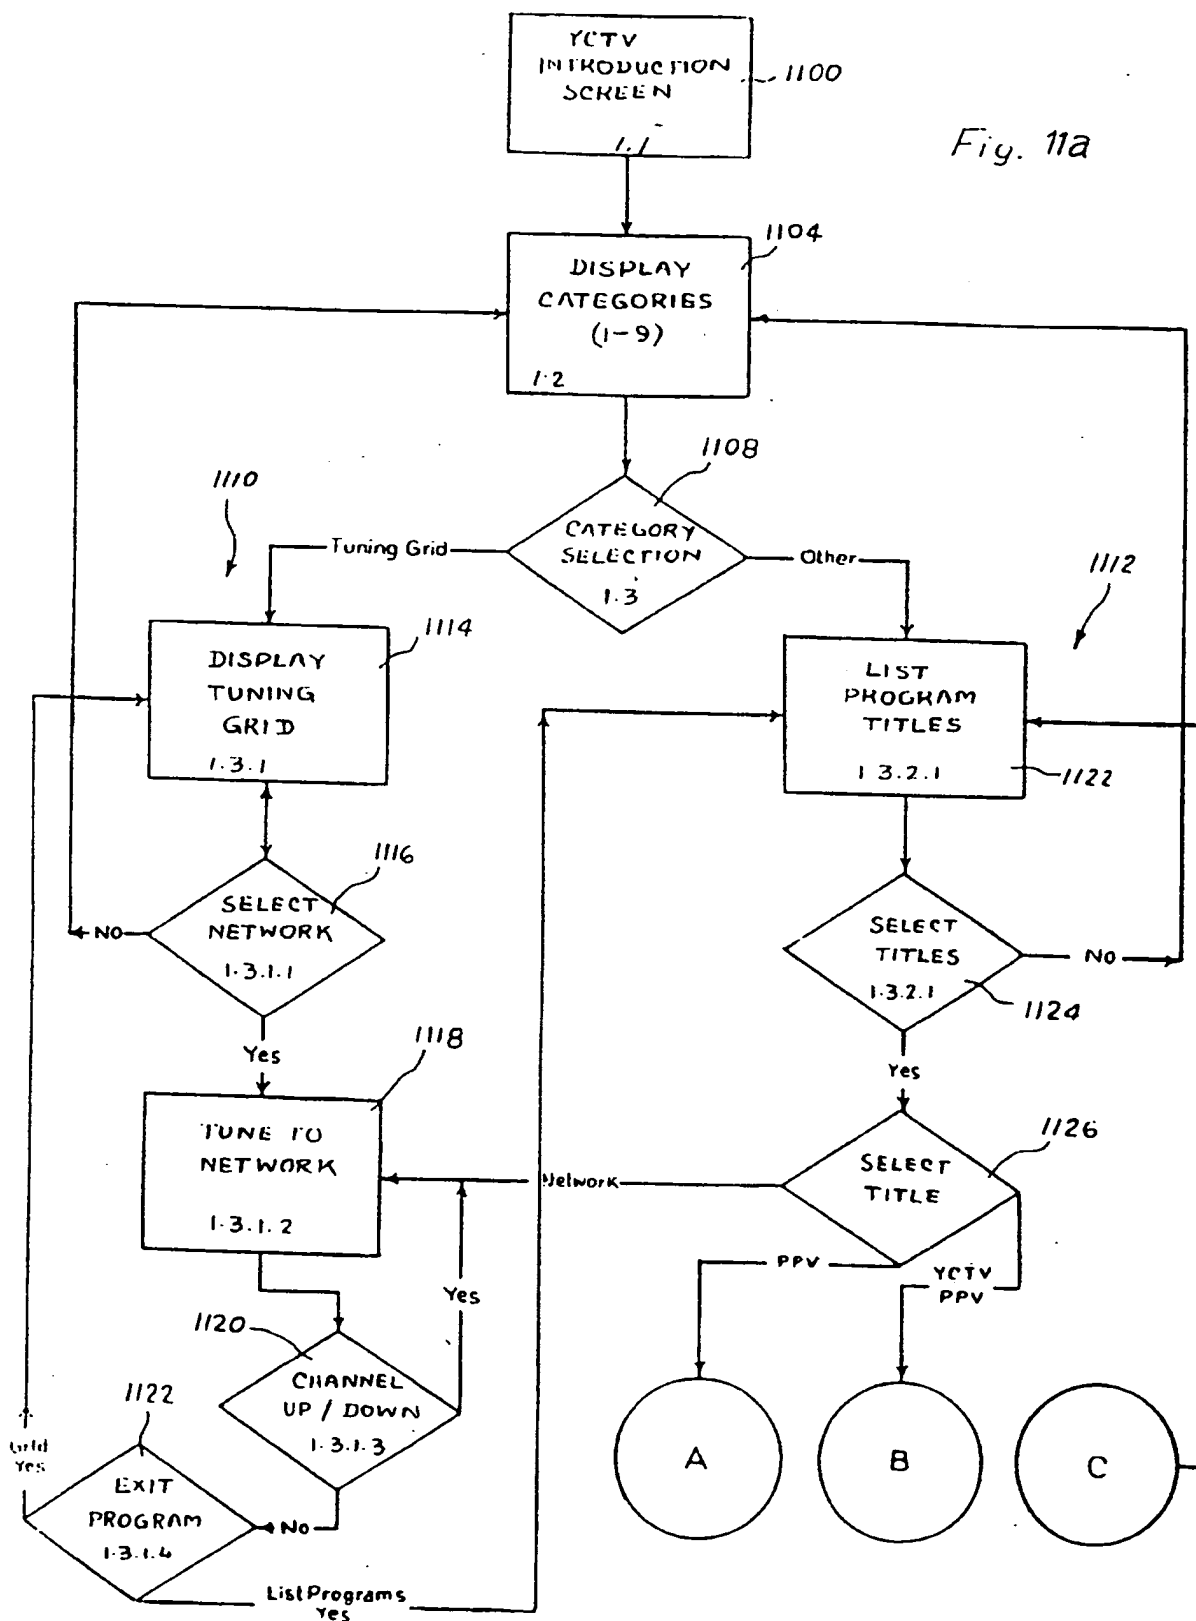 YCTV
INTRODUCTION
SCREEN
1.1
1100
Fig. 11a
1104
DISPLAY
CATEGORIES
(1-9)
1.2
1108
1110
CATEGORY
SELECTION
1.3
Tuning Grid
Other
1112
1114
DISPLAY
TUNING
GRID
1.3.1
LIST
PROGRAM
TITLES
1 3.2.1
1122
1116
SELECT
NETWORK
1.3.1.1
NO
SELECT
TITLES
1.3.2.1
No
1124
Yes
Yes
1118
TUNE TO
NETWORK
1.3.1.2
Network
1126
SELECT
TITLE
PPV
YCTV
PPV
Yes
1120
CHANNEL
UP / DOWN
1.3.1.3
1122
Grid
Yes
EXIT
PROGRAM
1.3.1.4
No
List Programs
Yes
A
B
C